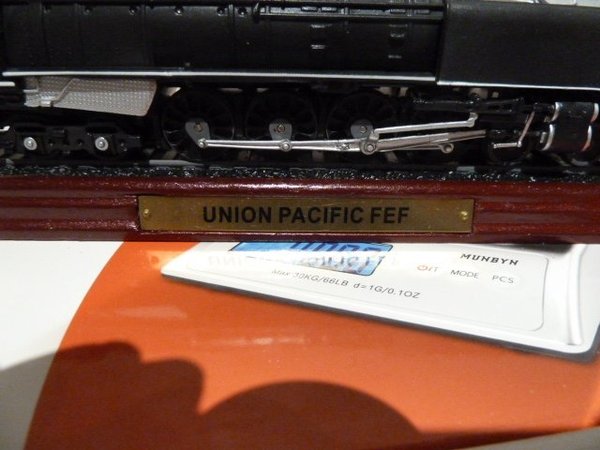 UNION PACIFIC FEF
MUNBYN
Max 30KG/66LB d=1G/0.1OZ
MODE PCS